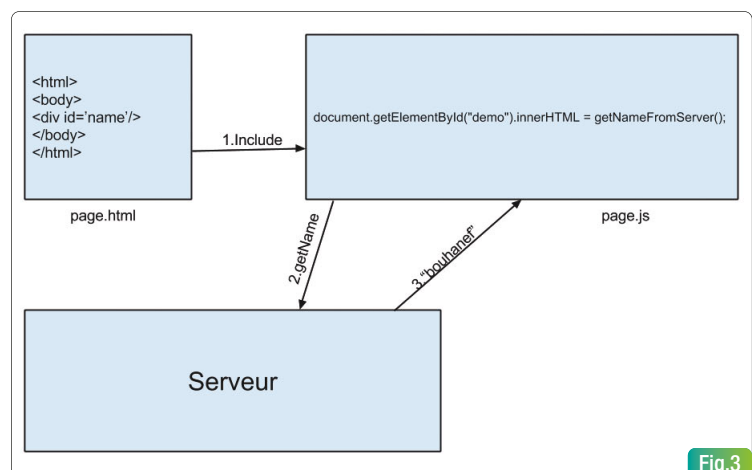 <html>
<body>
<div id='name'/>
</body>
</html>
document.getElementById("demo").innerHTML = getNameFromServer();
1.Include
page.html
page.js
2.getName
3."bouhanef"
Serveur
Fig.3